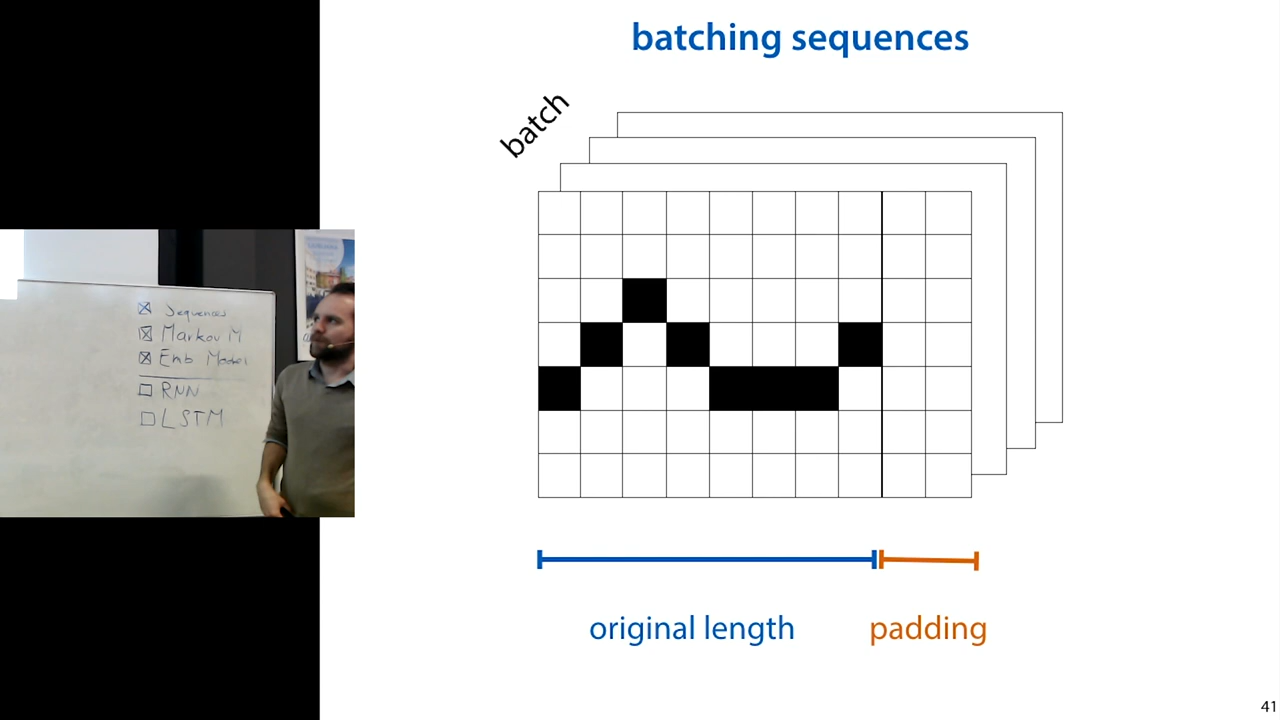 batching sequences
batch
original length
padding
41
Sequences
Markov M
Emb Model
RNN
LSTM